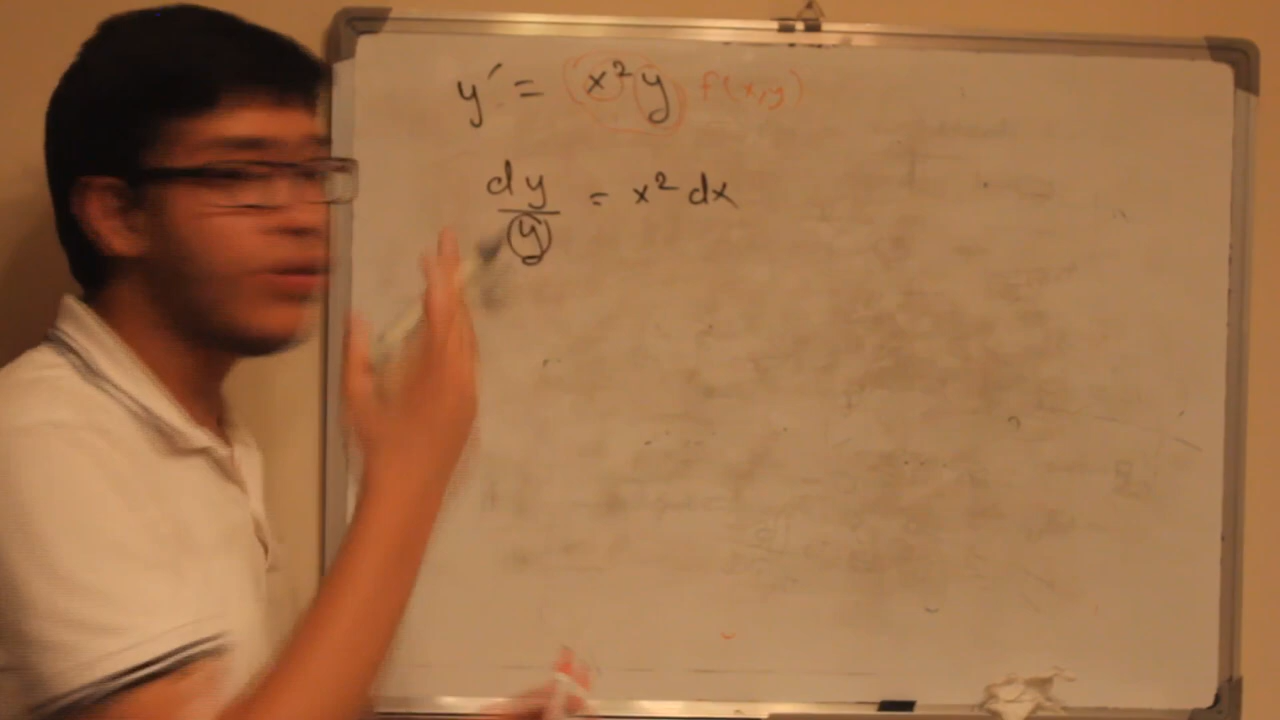 y′ = x²y f(x,y)
dy/y = x² dx